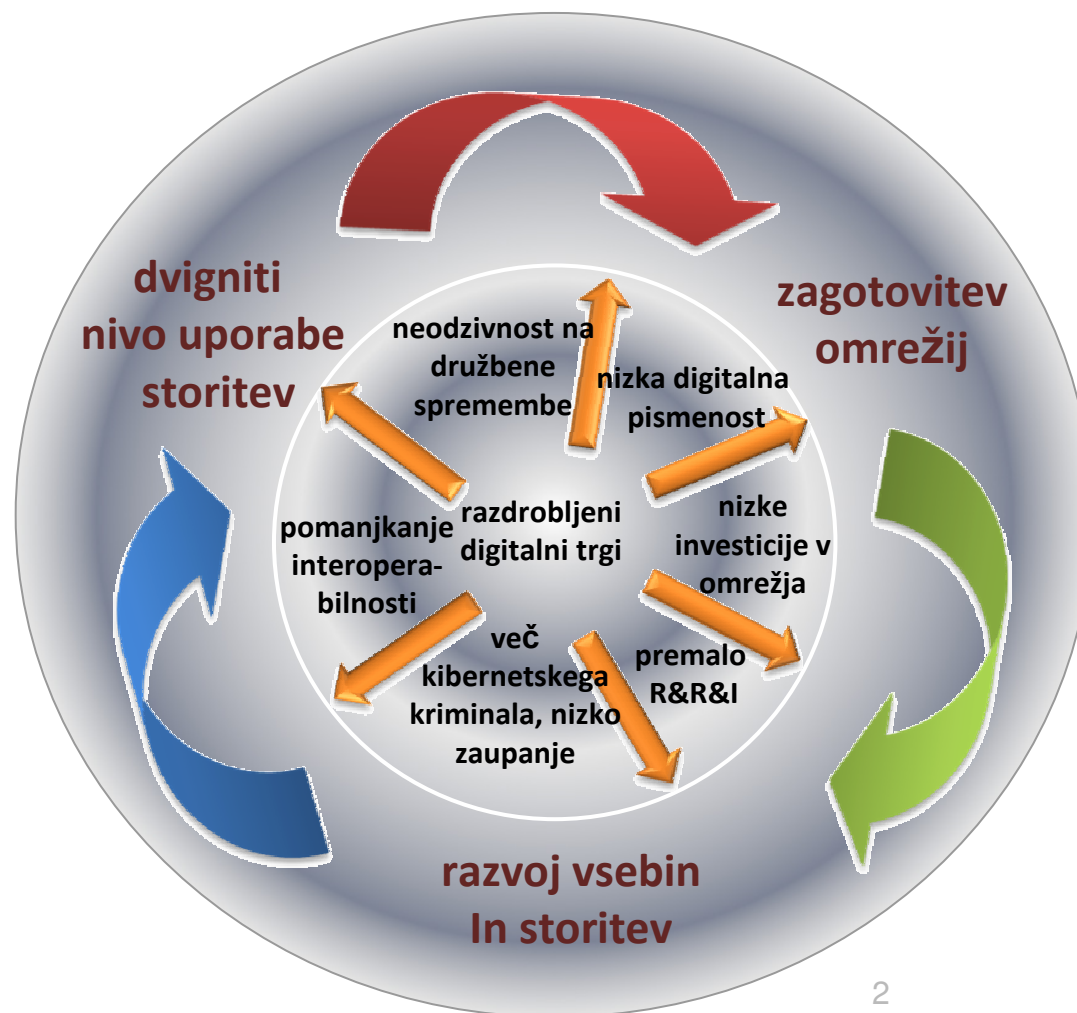 dvigniti
nivo uporabe
storitev
zagotovitev
omrežij
neodzivnost na
družbene
spremembe
nizka digitalna
pismenost
razdrobljeni
digitalni trgi
nizke
investicije v
omrežja
pomanjkanje
interopera-
bilnosti
več
kibernetskega
kriminala, nizko
zaupanje
premalo
R&R&I
razvoj vsebin
In storitev
2